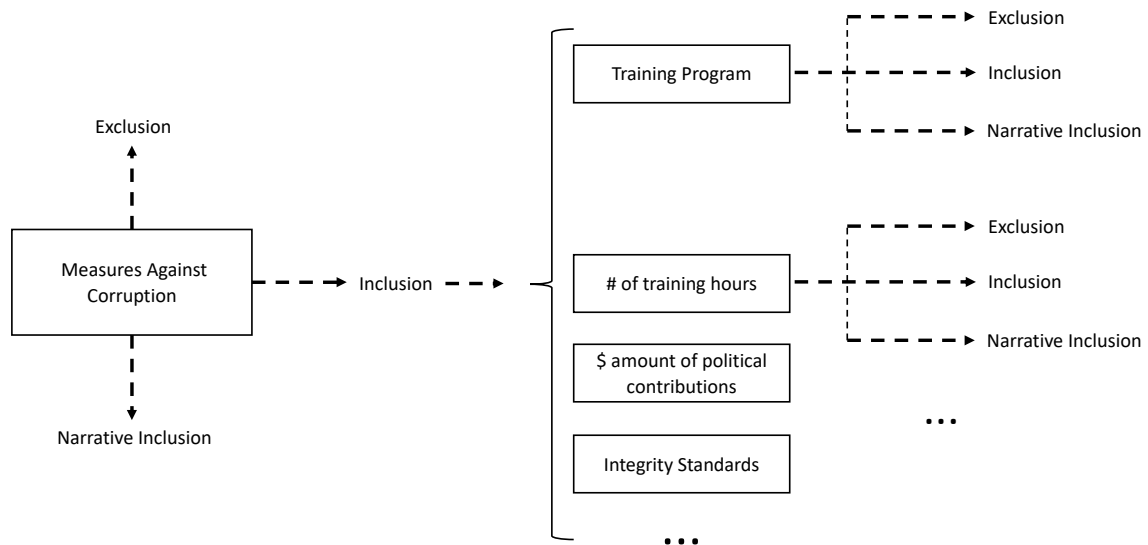 Exclusion
Training Program
Inclusion
Narrative Inclusion
Exclusion
Measures Against
Corruption
Inclusion
Narrative Inclusion
Exclusion
# of training hours
Inclusion
Narrative Inclusion
$ amount of political
contributions
...
Integrity Standards
...